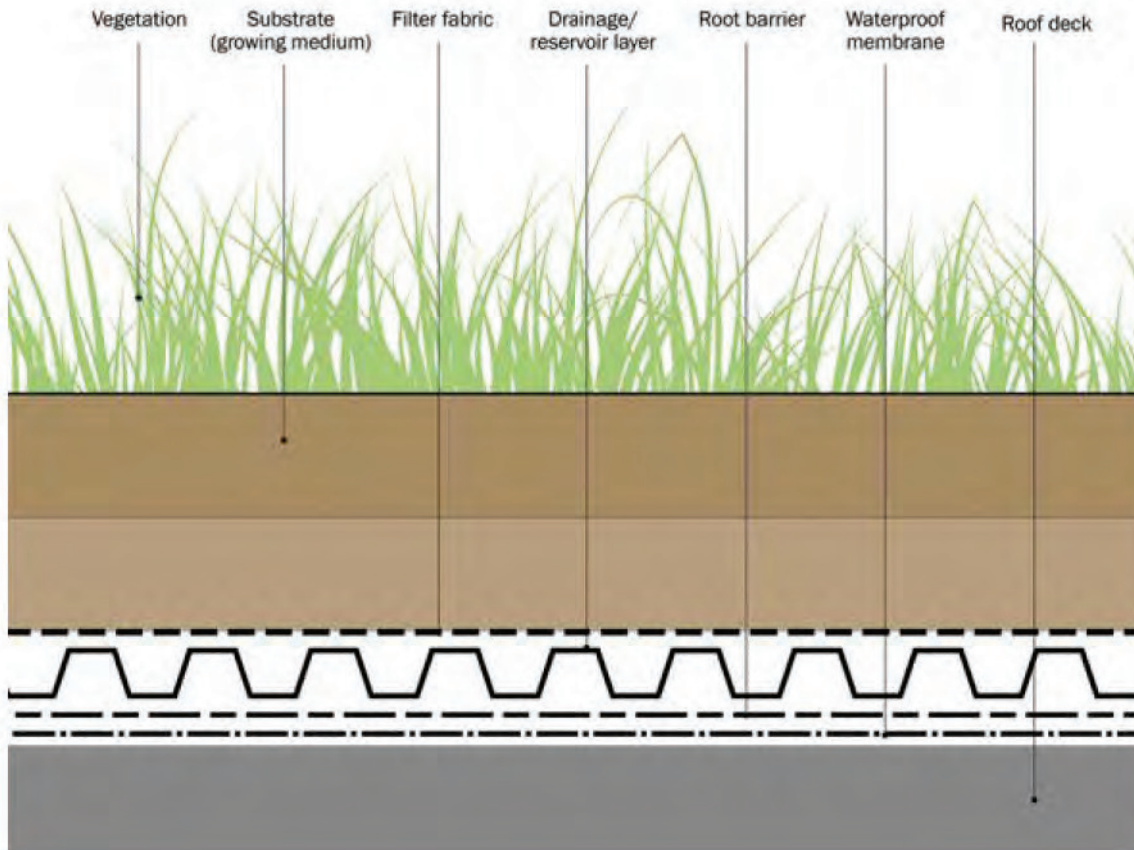 Vegetation
Substrate
(growing medium)
Filter fabric
Drainage/
reservoir layer
Root barrier
Waterproof
membrane
Roof deck